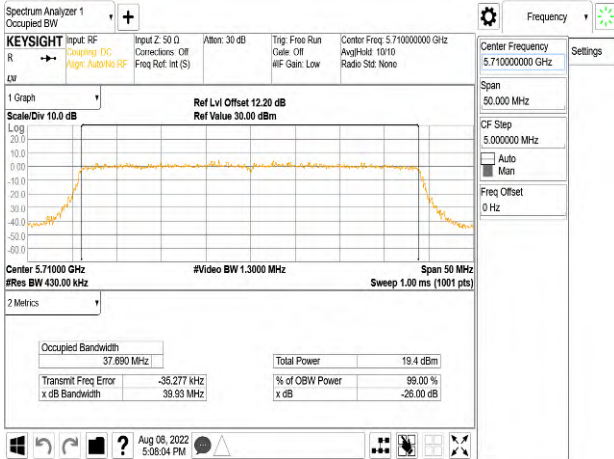 Spectrum Analyzer 1
Occupied BW
Frequency
KEYSIGHT
Input: RF
Coupling: DC
Align: Auto/No RF
Input Z: 50 Ω
Corrections: Off
Freq Ref: Int (S)
Atten: 30 dB
Trig: Free Run
Gate: Off
#IF Gain: Low
Center Freq: 5.710000000 GHz
Avg|Hold: 10/10
Radio Std: None
R
LXI
Center Frequency
5.710000000 GHz
Settings
Span
50.000 MHz
CF Step
5.000000 MHz
Auto
Man
Freq Offset
0 Hz
1 Graph
Scale/Div 10.0 dB
Ref Lvl Offset 12.20 dB
Ref Value 30.00 dBm
Log
20.0
10.0
0.00
-10.0
-20.0
-30.0
-40.0
-50.0
-60.0
Center 5.71000 GHz
#Res BW 430.00 kHz
#Video BW 1.3000 MHz
Span 50 MHz
Sweep 1.00 ms (1001 pts)
2 Metrics
Occupied Bandwidth
37.690 MHz
Total Power 19.4 dBm
Transmit Freq Error -35.277 kHz
% of OBW Power 99.00 %
x dB Bandwidth 39.93 MHz
x dB -26.00 dB
?
Aug 08, 2022
5:08:04 PM